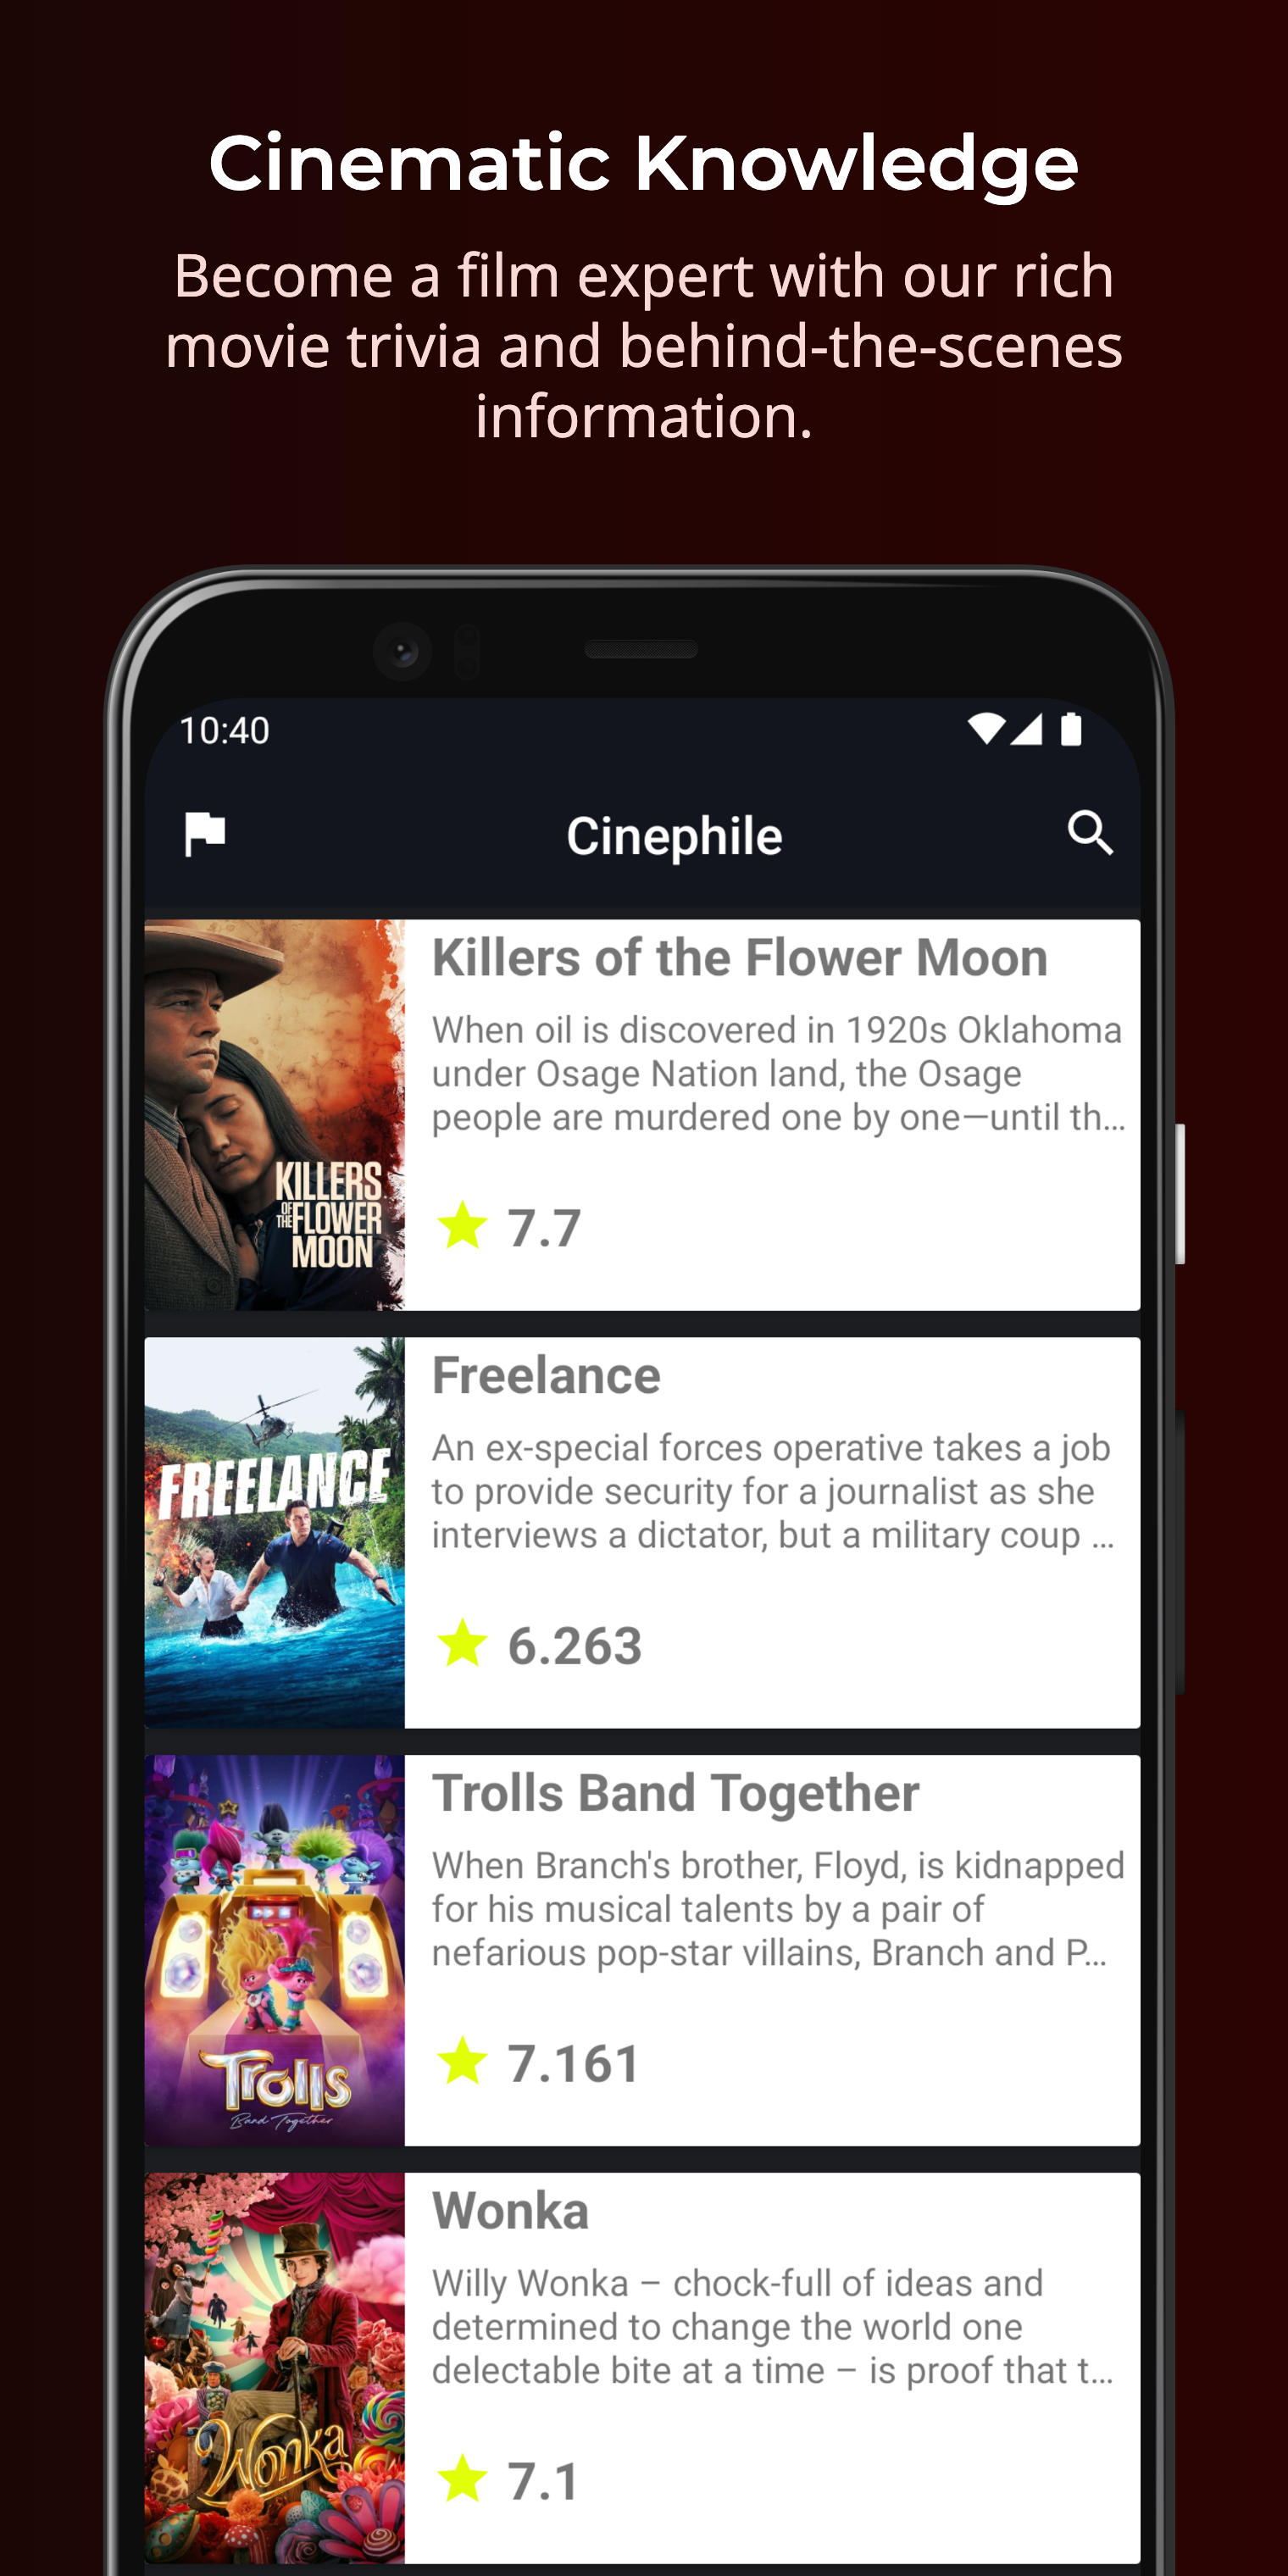 Cinematic Knowledge
Become a film expert with our rich
movie trivia and behind-the-scenes
information.
10:40
Cinephile
KILLERS
OF THE FLOWER
MOON
Killers of the Flower Moon
When oil is discovered in 1920s Oklahoma
under Osage Nation land, the Osage
people are murdered one by one—until th...
7.7
FREELANCE
Freelance
An ex-special forces operative takes a job
to provide security for a journalist as she
interviews a dictator, but a military coup ...
6.263
Trolls
Band Together
Trolls Band Together
When Branch's brother, Floyd, is kidnapped
for his musical talents by a pair of
nefarious pop-star villains, Branch and P...
7.161
Wonka
Wonka
Willy Wonka – chock-full of ideas and
determined to change the world one
delectable bite at a time – is proof that t...
7.1